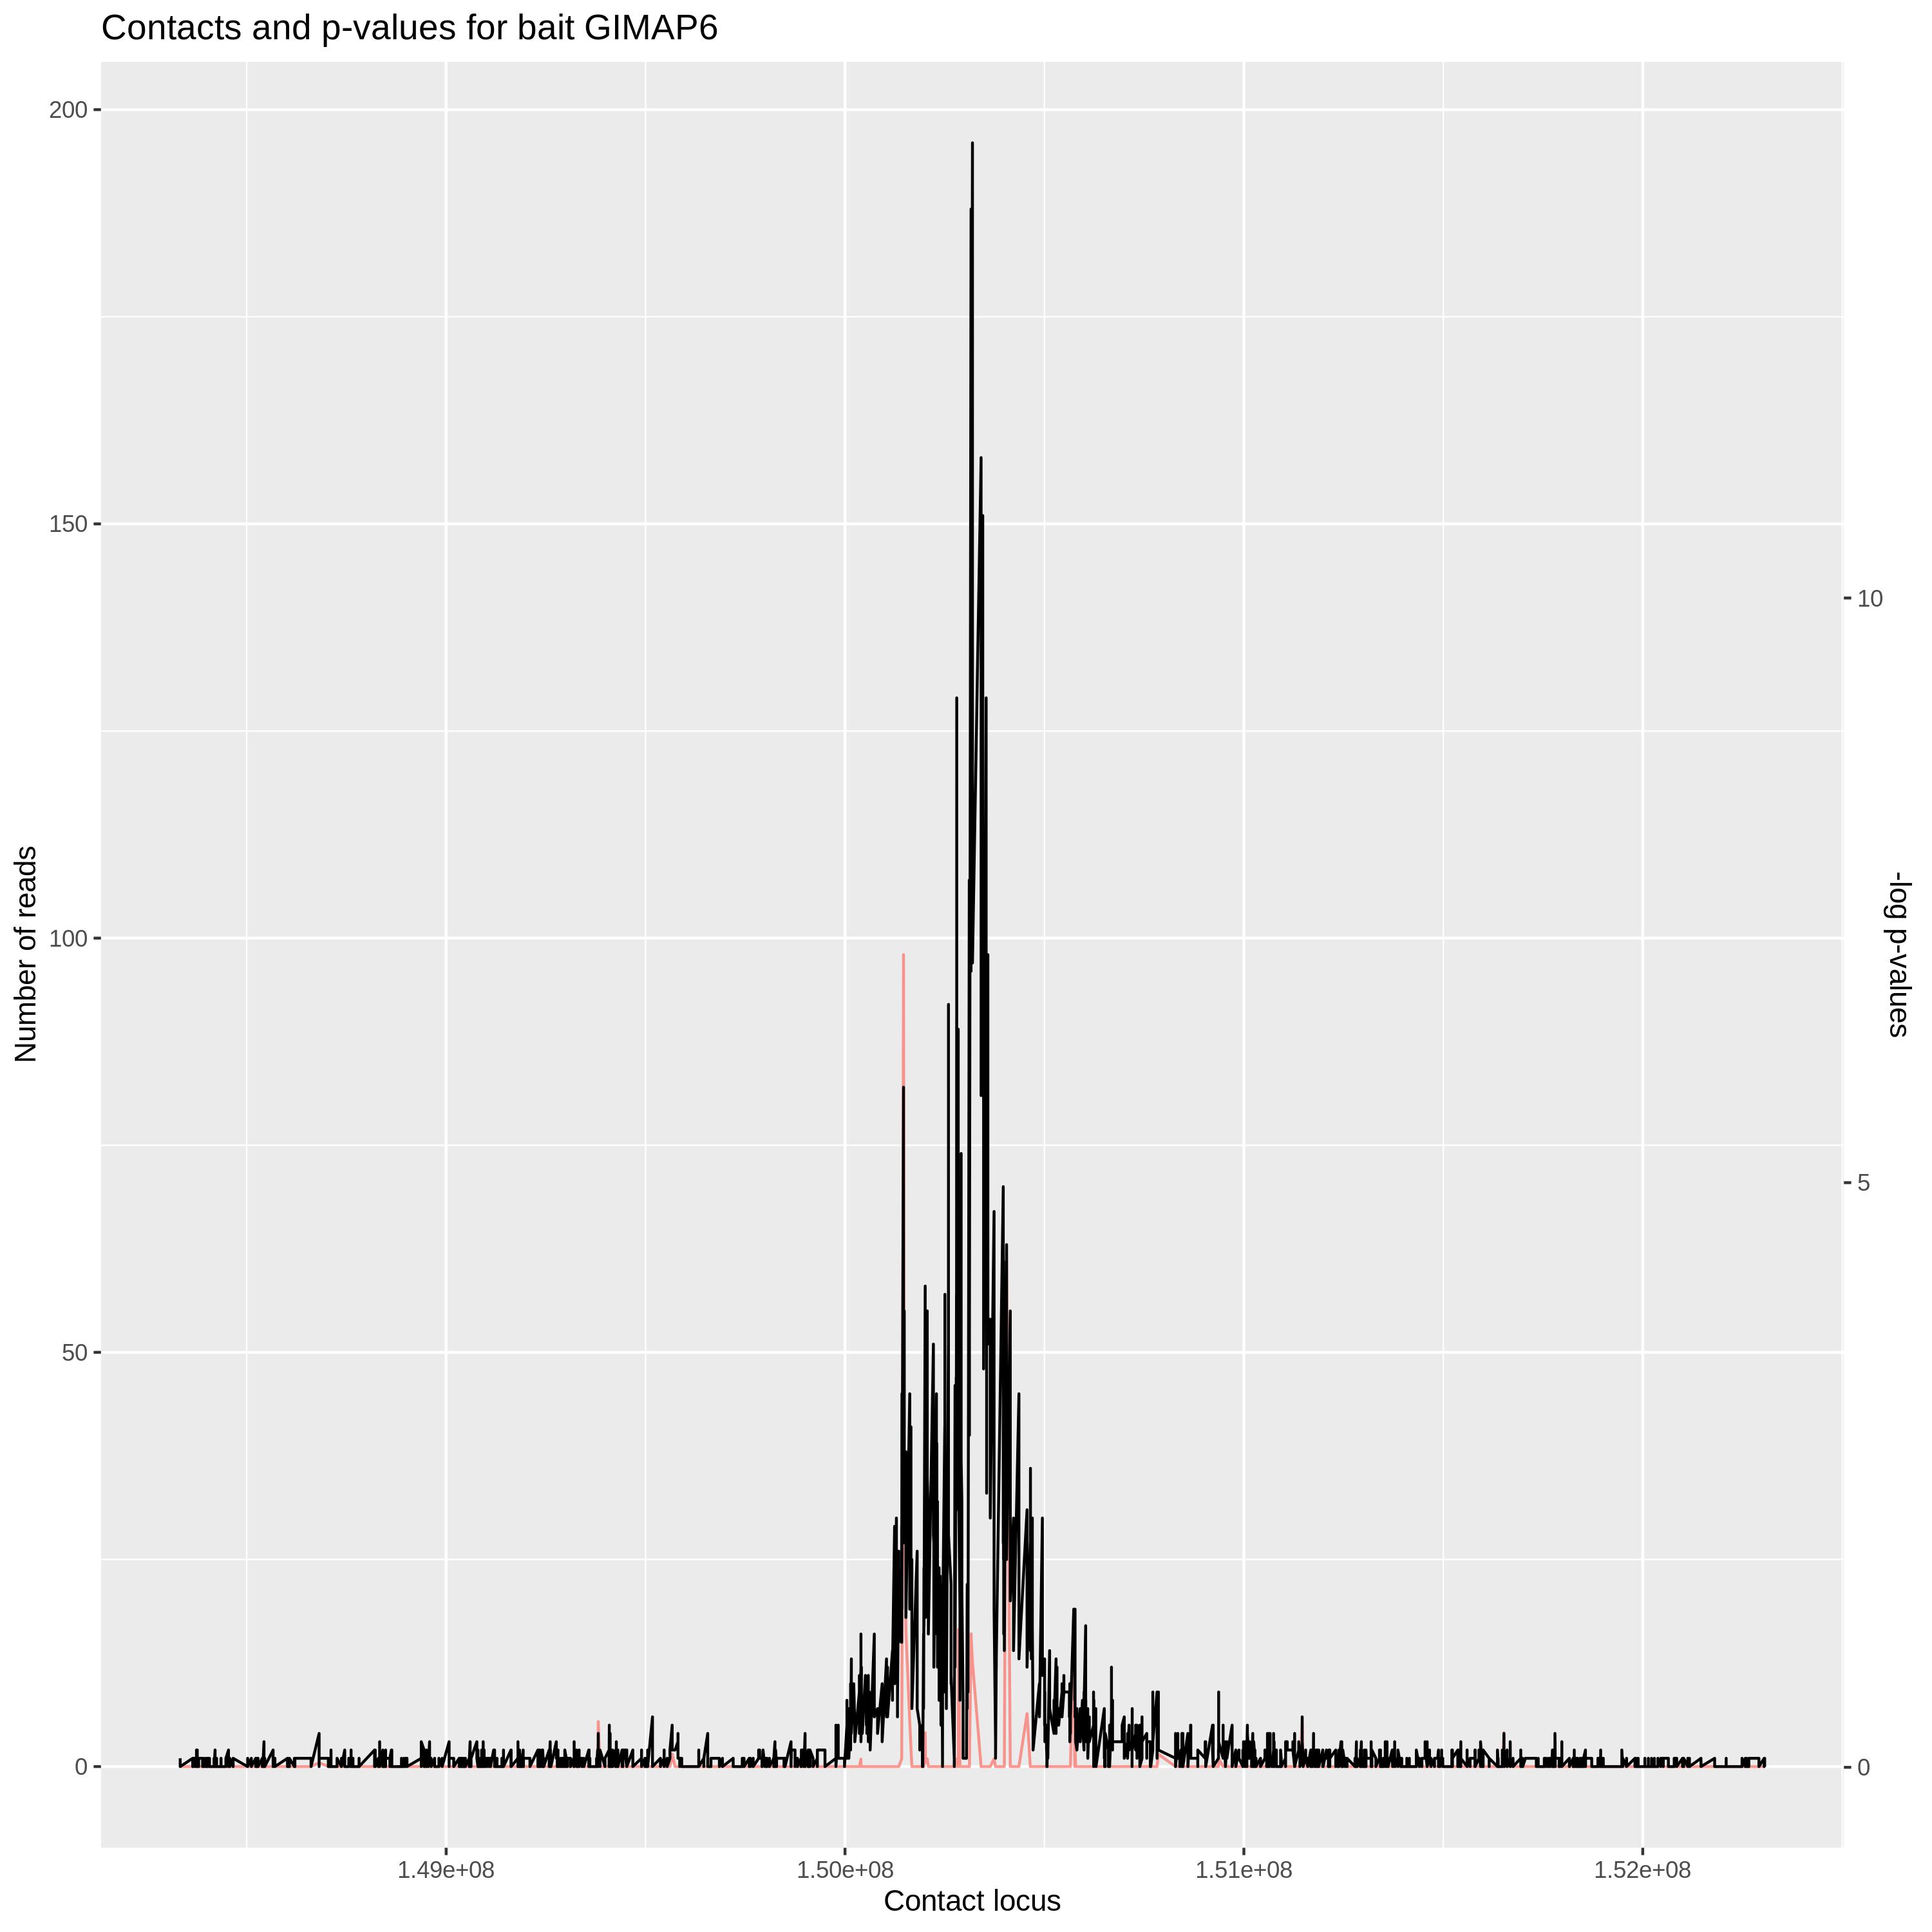 Contacts and p-values for bait GIMAP6
200
150
100
50
0
Number of reads
10
5
0
-log p-values
1.49e+08
1.50e+08
1.51e+08
1.52e+08
Contact locus